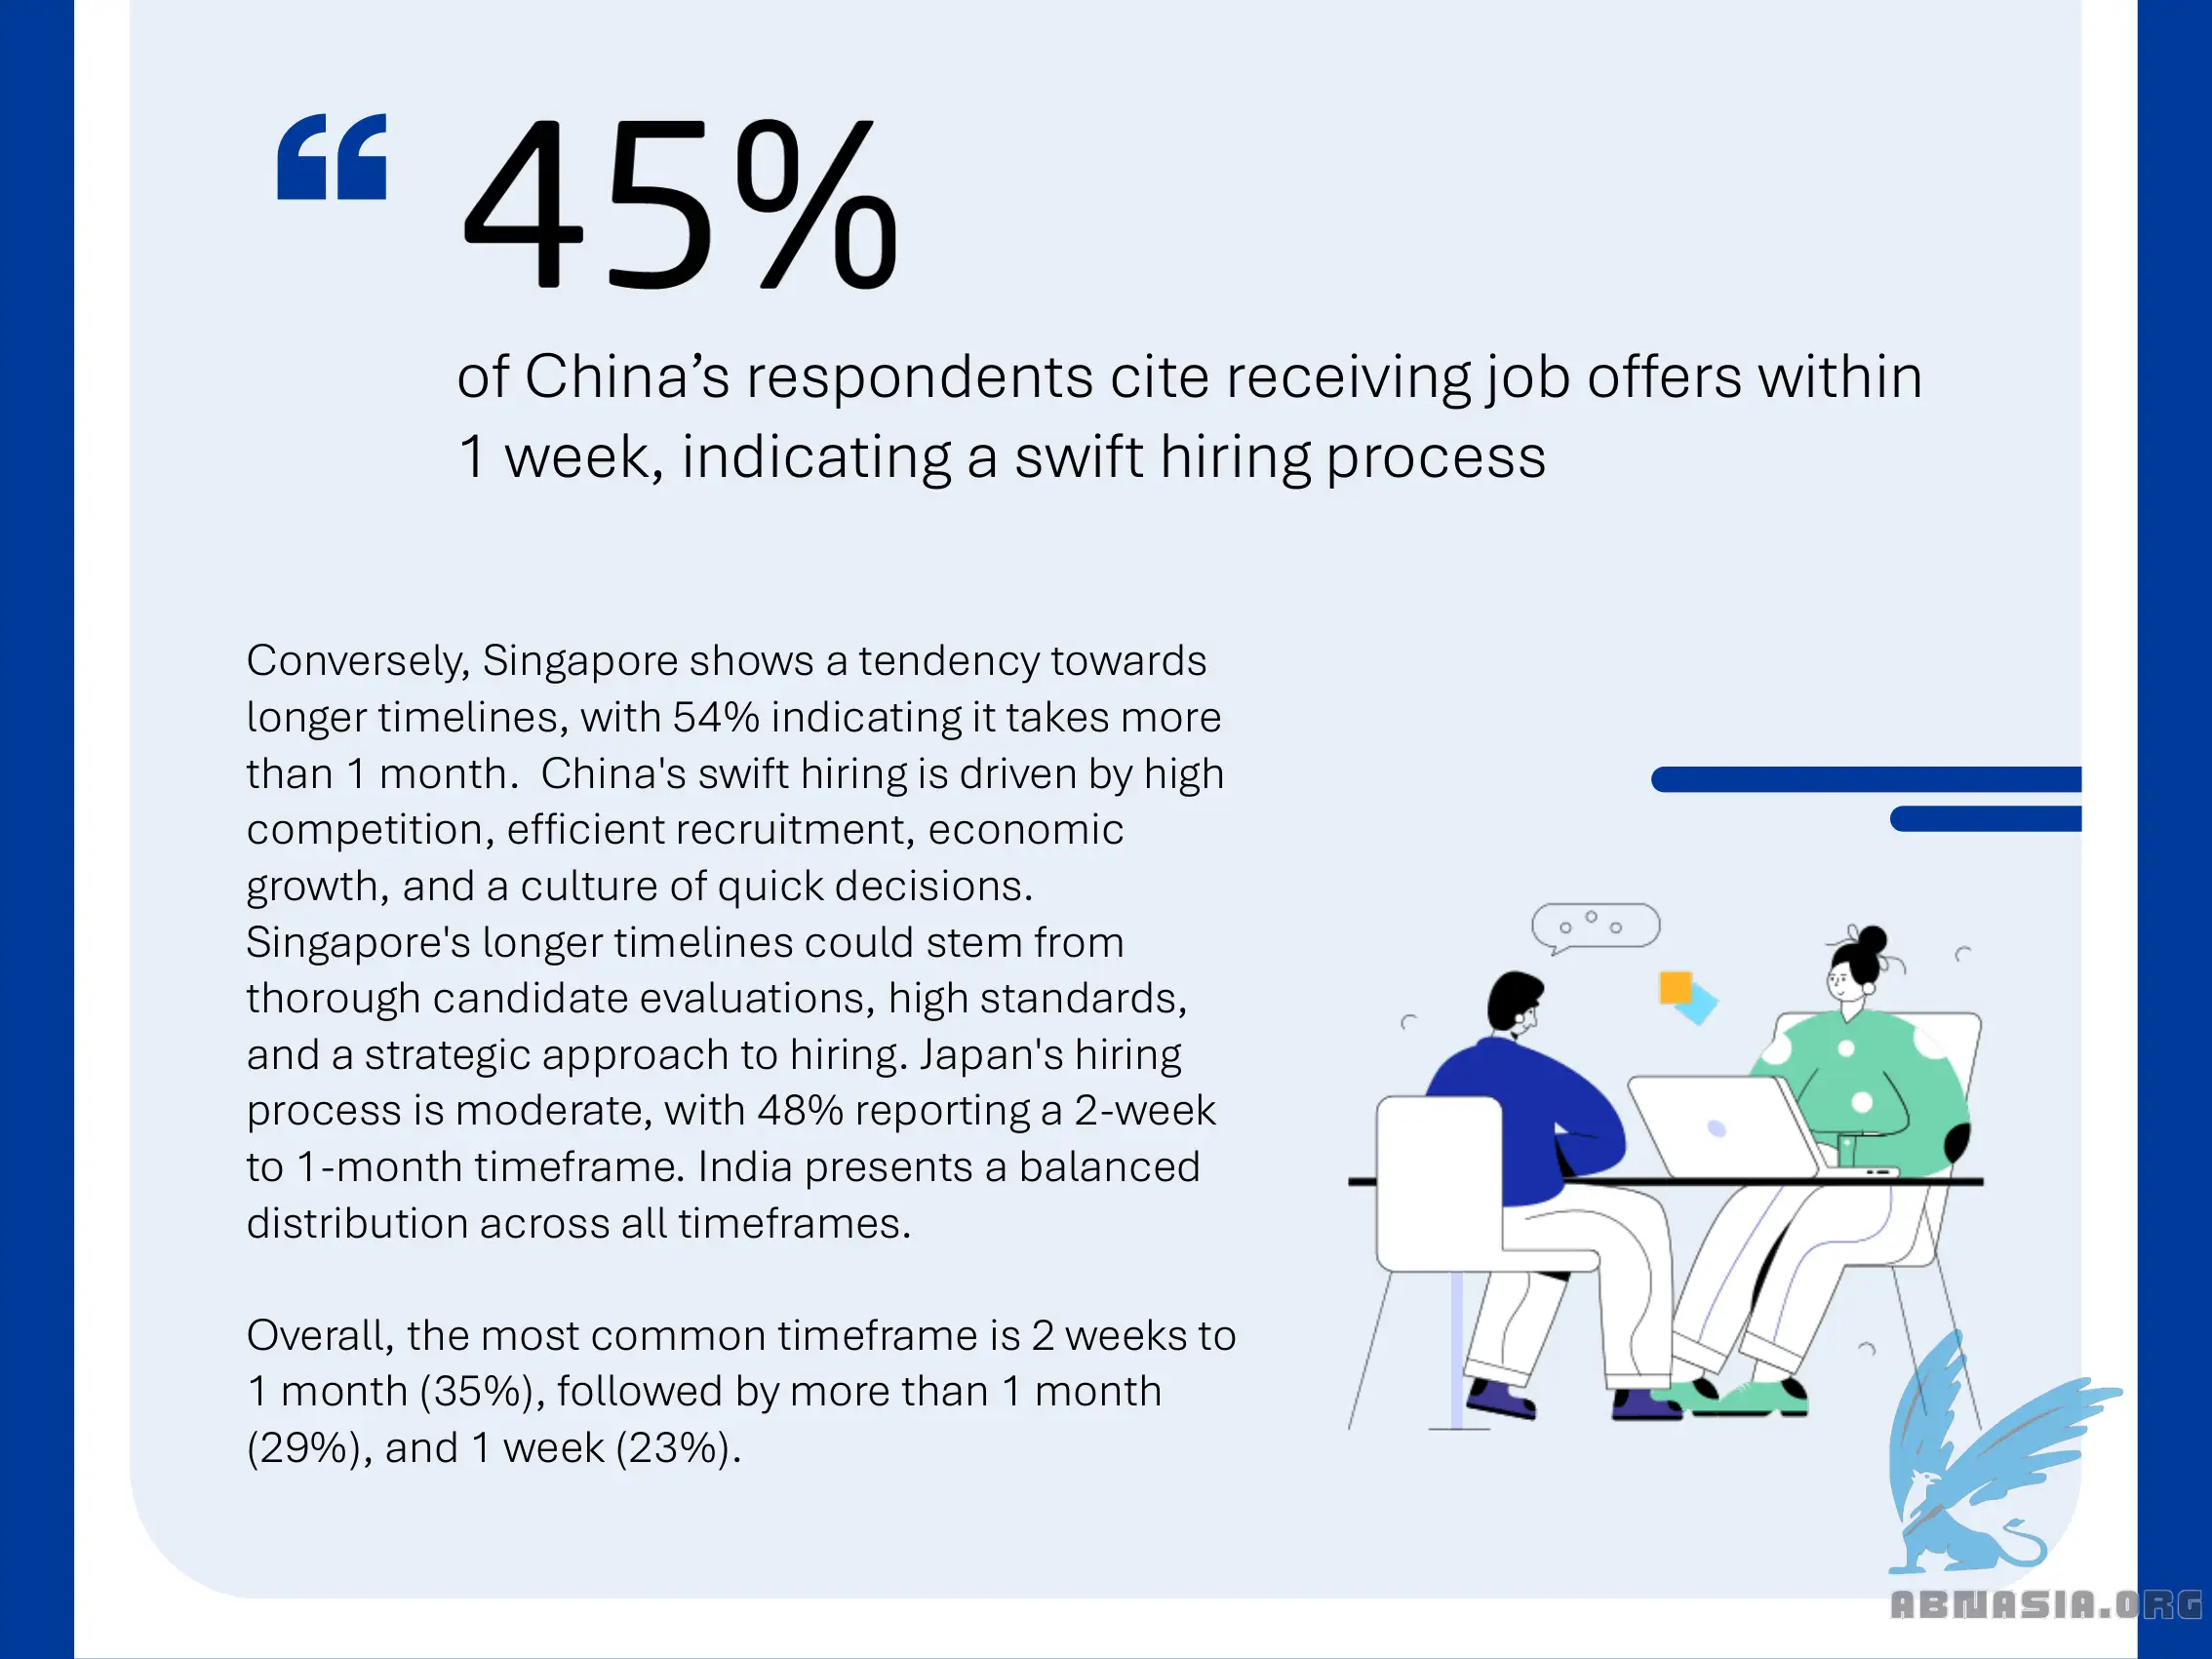 “ 45%
of China’s respondents cite receiving job offers within
1 week, indicating a swift hiring process
Conversely, Singapore shows a tendency towards
longer timelines, with 54% indicating it takes more
than 1 month.  China's swift hiring is driven by high
competition, efficient recruitment, economic
growth, and a culture of quick decisions.
Singapore's longer timelines could stem from
thorough candidate evaluations, high standards,
and a strategic approach to hiring. Japan's hiring
process is moderate, with 48% reporting a 2-week
to 1-month timeframe. India presents a balanced
distribution across all timeframes.
Overall, the most common timeframe is 2 weeks to
1 month (35%), followed by more than 1 month
(29%), and 1 week (23%).
ABNASIA.ORG